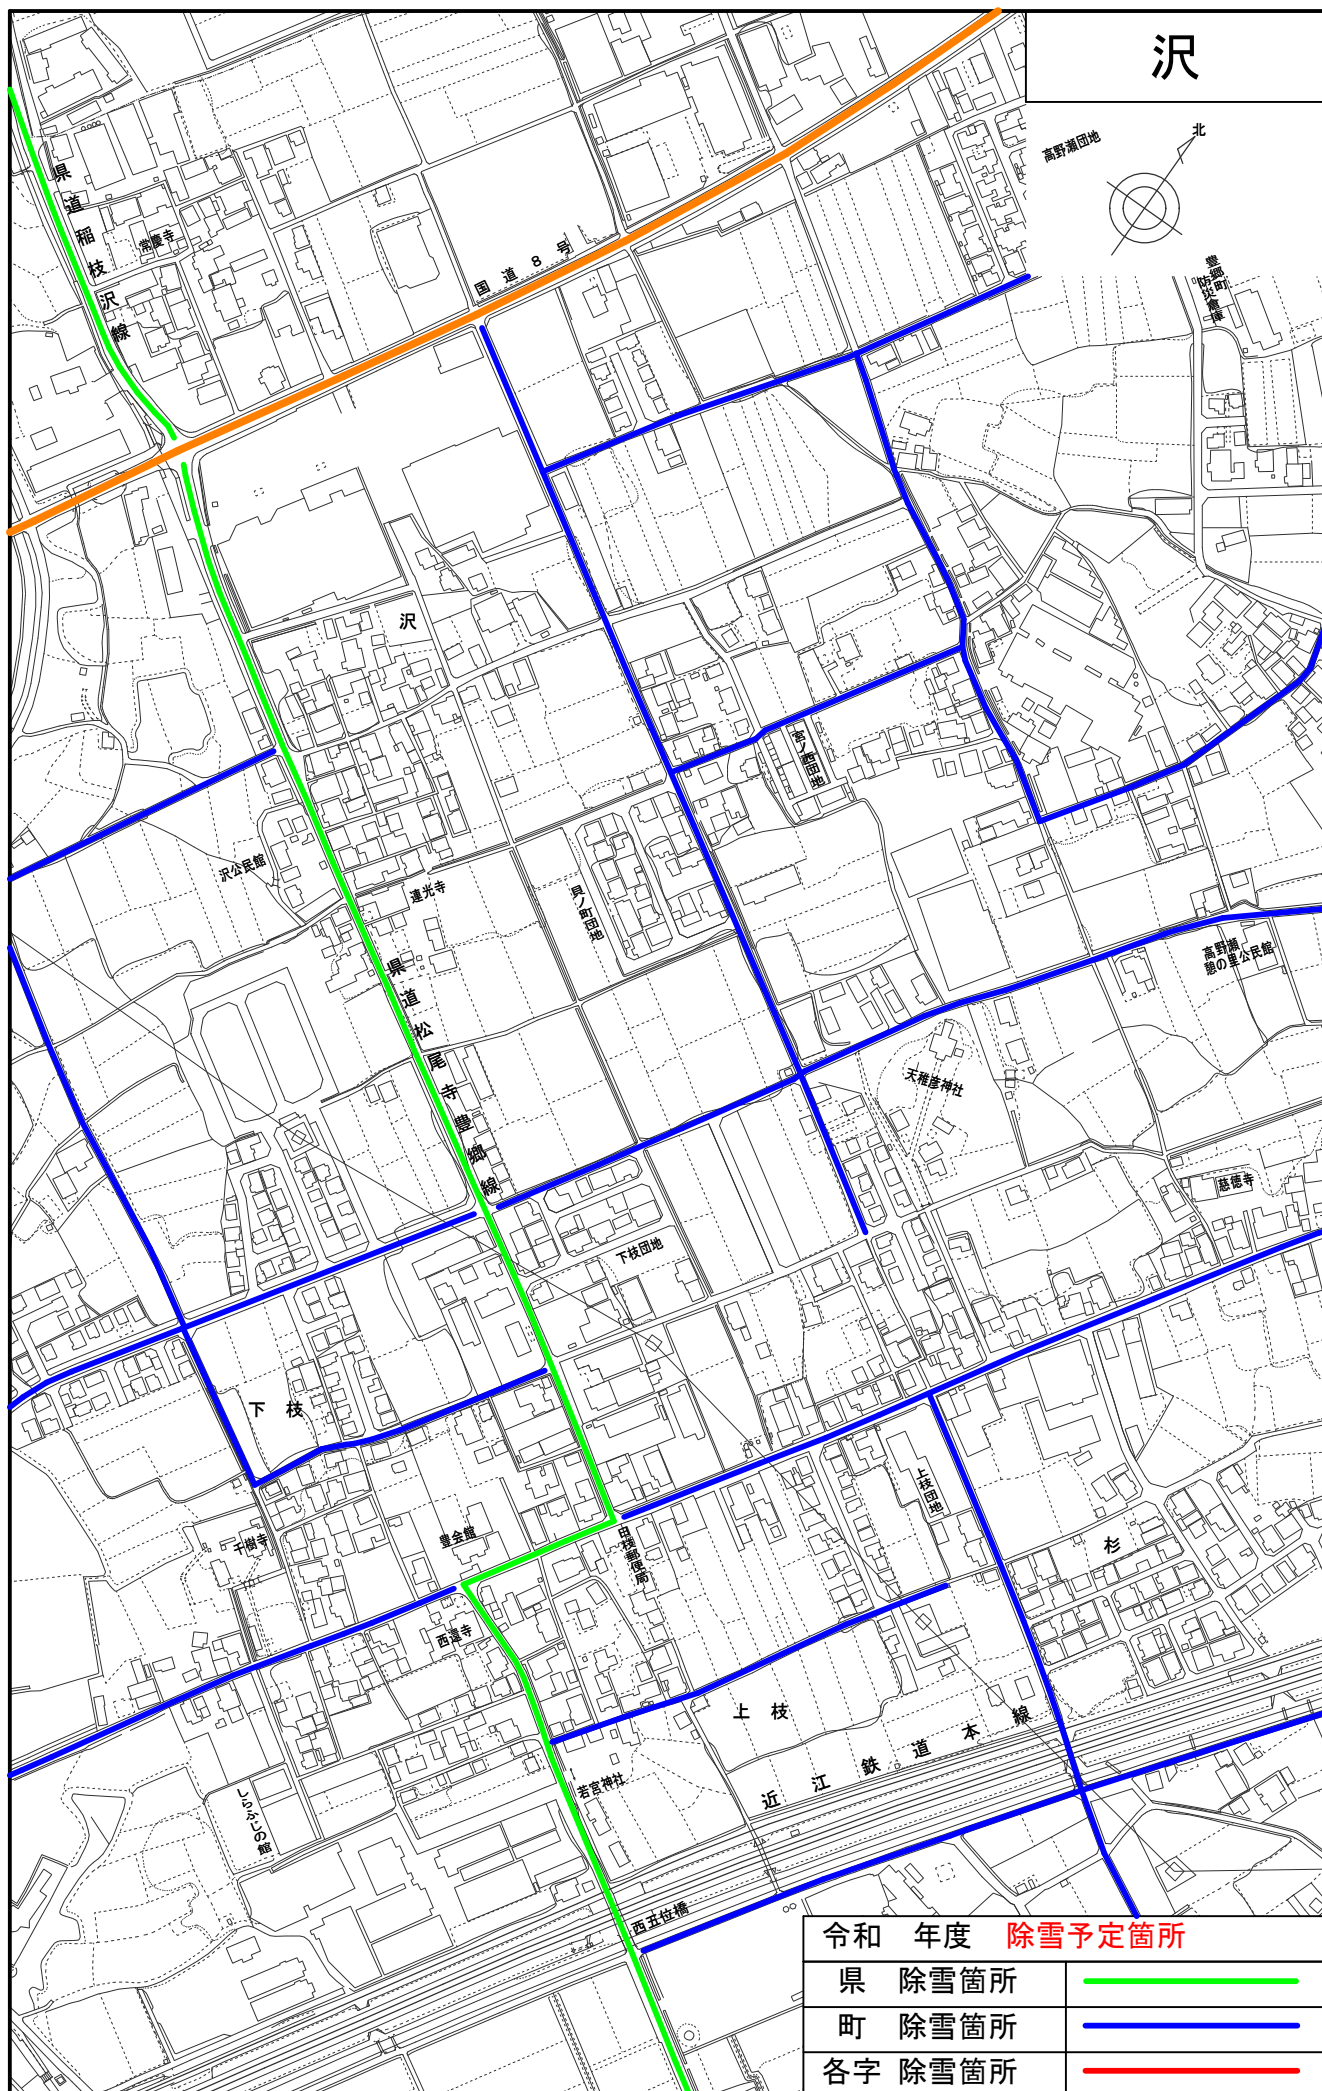 沢
北
高野瀬団地
豊郷町
防災倉庫
県道稲枝沢線
常慶寺
国道8号
沢
宮ノ西団地
沢公民館
蓮光寺
貝ノ町団地
高野瀬
憩の里公民館
県道松尾寺豊郷線
天稚彦神社
慈徳寺
下枝団地
下枝
上枝団地
千樹寺
豊会館
日枝郵便局
杉
西還寺
上枝
近江鉄道本線
若宮神社
しらふじの館
西五位橋
令和　年度　除雪予定箇所
県　除雪箇所
町　除雪箇所
各字 除雪箇所